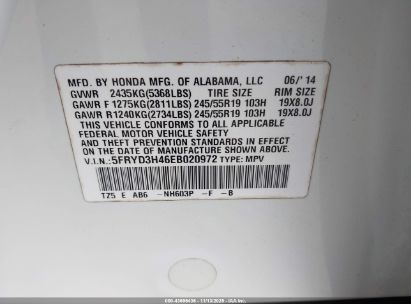 MFD. BY HONDA MFG. OF ALABAMA, LLC 06/'14
GVWR 2435KG(5368LBS) TIRE SIZE RIM SIZE
GAWR F 1275KG(2811LBS) 245/55R19 103H 19X8.0J
GAWR R 1240KG(2734LBS) 245/55R19 103H 19X8.0J
THIS VEHICLE CONFORMS TO ALL APPLICABLE
FEDERAL MOTOR VEHICLE SAFETY, BUMPER,
AND THEFT PREVENTION STANDARDS
IN EFFECT ON THE DATE
OF MANUFACTURE SHOWN ABOVE.
V.I.N.: 5FRYD3H46EB020972 TYPE: MPV
TZ5 E AB6 -NH603P -F -B